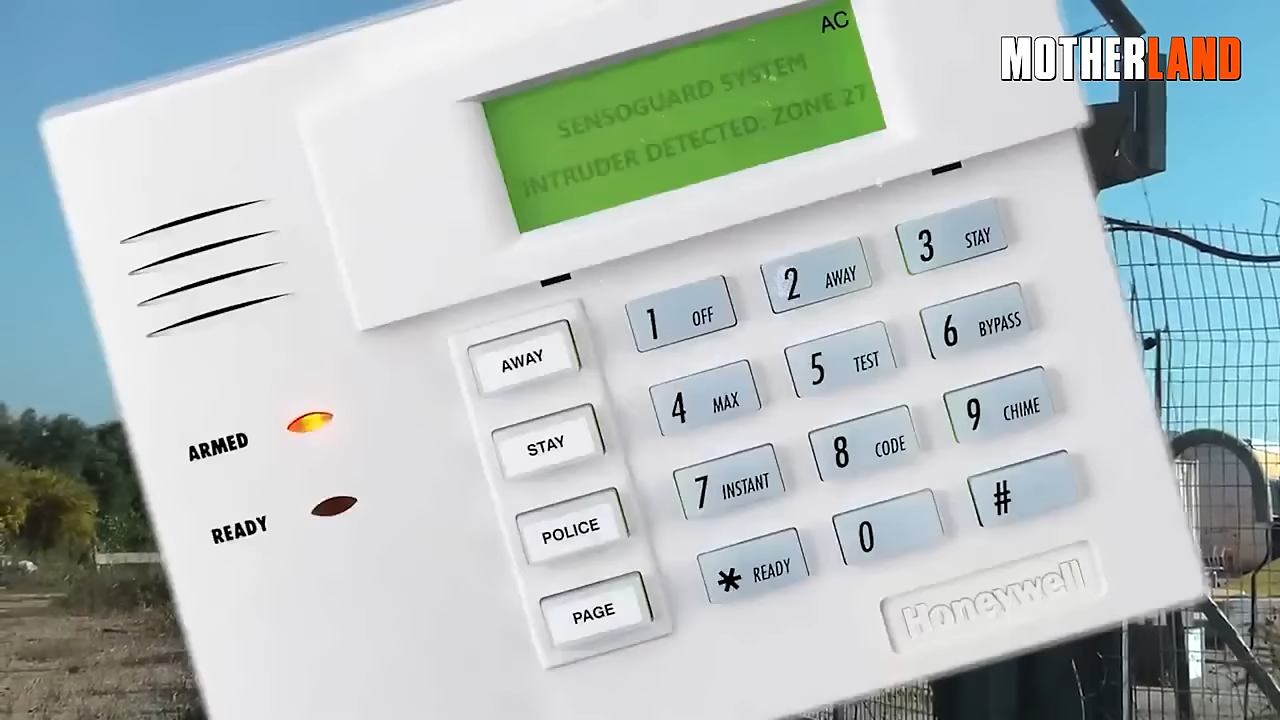 MOTHERLAND
AC
SENSOGUARD SYSTEM
INTRUDER DETECTED: ZONE 27
1 OFF
2 AWAY
3 STAY
4 MAX
5 TEST
6 BYPASS
7 INSTANT
8 CODE
9 CHIME
* READY
0
#
AWAY
STAY
POLICE
PAGE
ARMED
READY
Honeywell